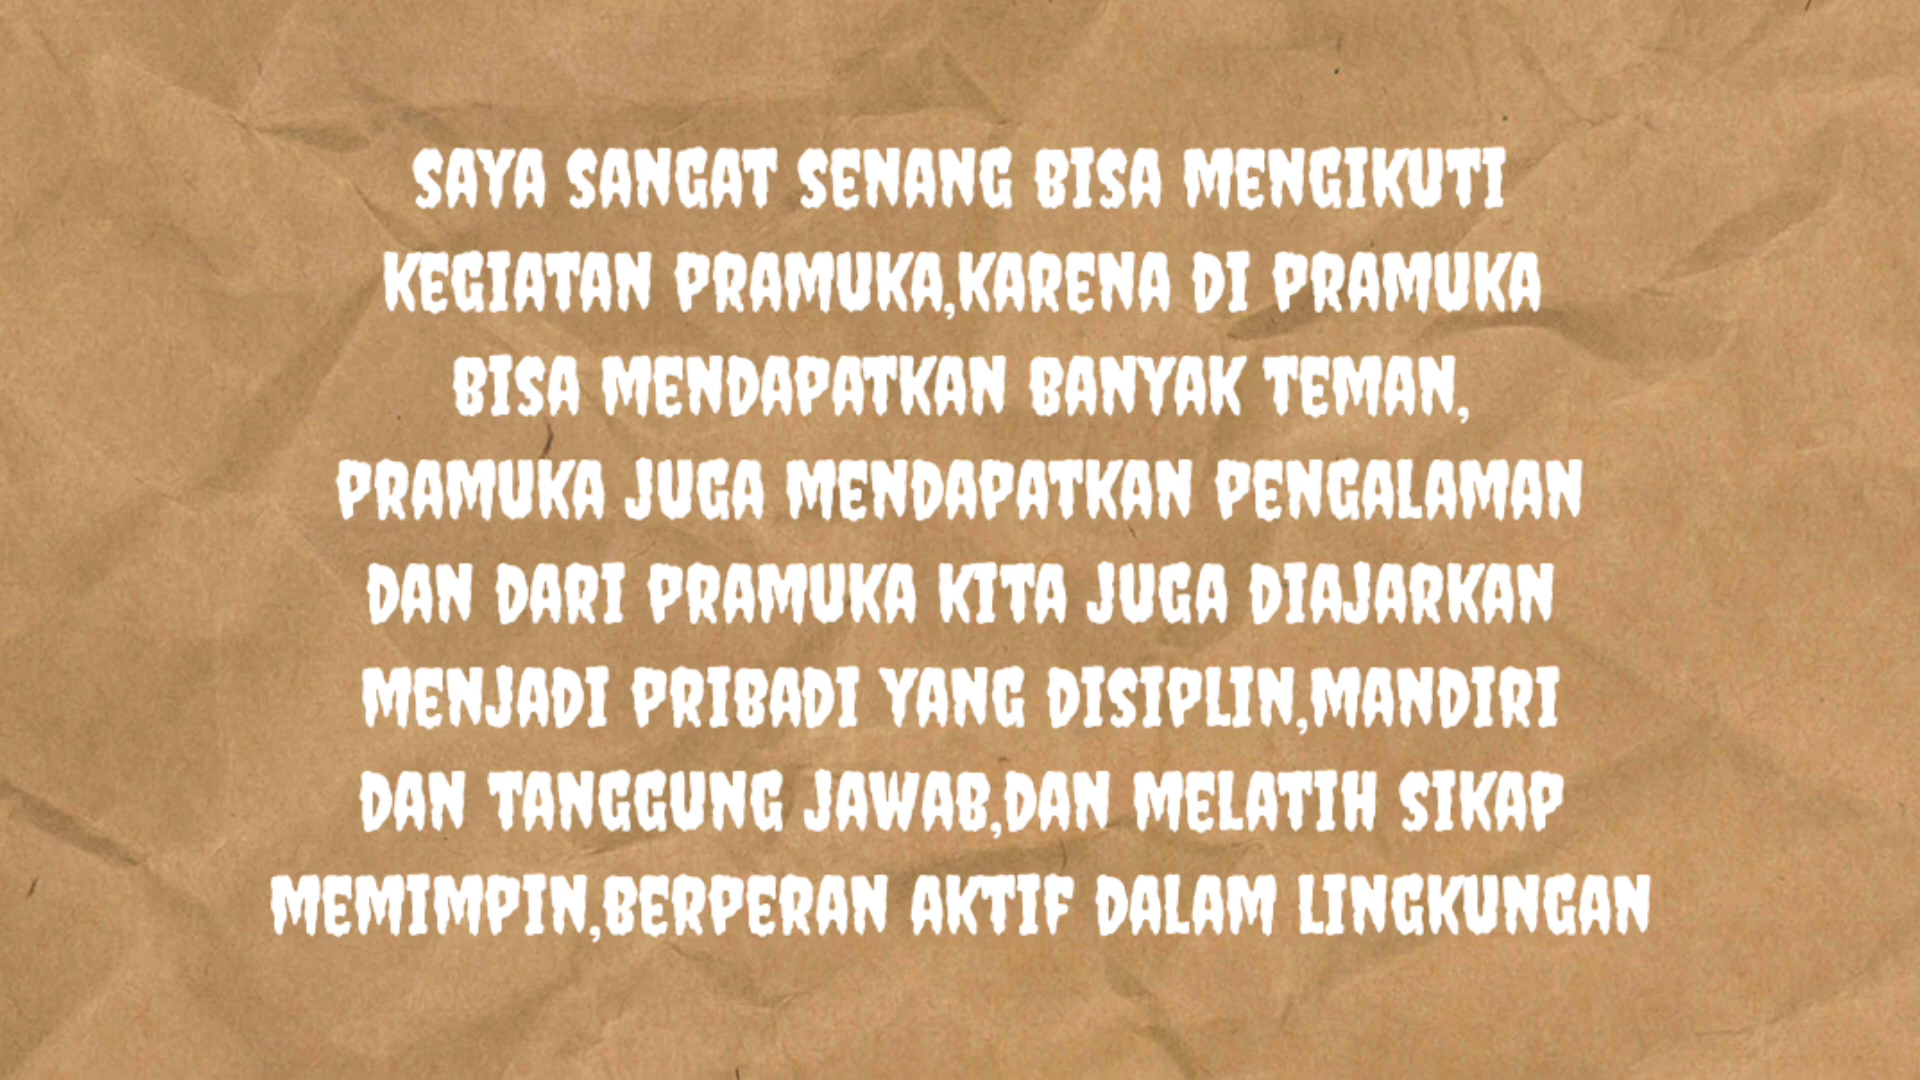 SAYA SANGAT SENANG BISA MENGIKUTI
KEGIATAN PRAMUKA,KARENA DI PRAMUKA
BISA MENDAPATKAN BANYAK TEMAN,
PRAMUKA JUGA MENDAPATKAN PENGALAMAN
DAN DARI PRAMUKA KITA JUGA DIAJARKAN
MENJADI PRIBADI YANG DISIPLIN,MANDIRI
DAN TANGGUNG JAWAB,DAN MELATIH SIKAP
MEMIMPIN,BERPERAN AKTIF DALAM LINGKUNGAN